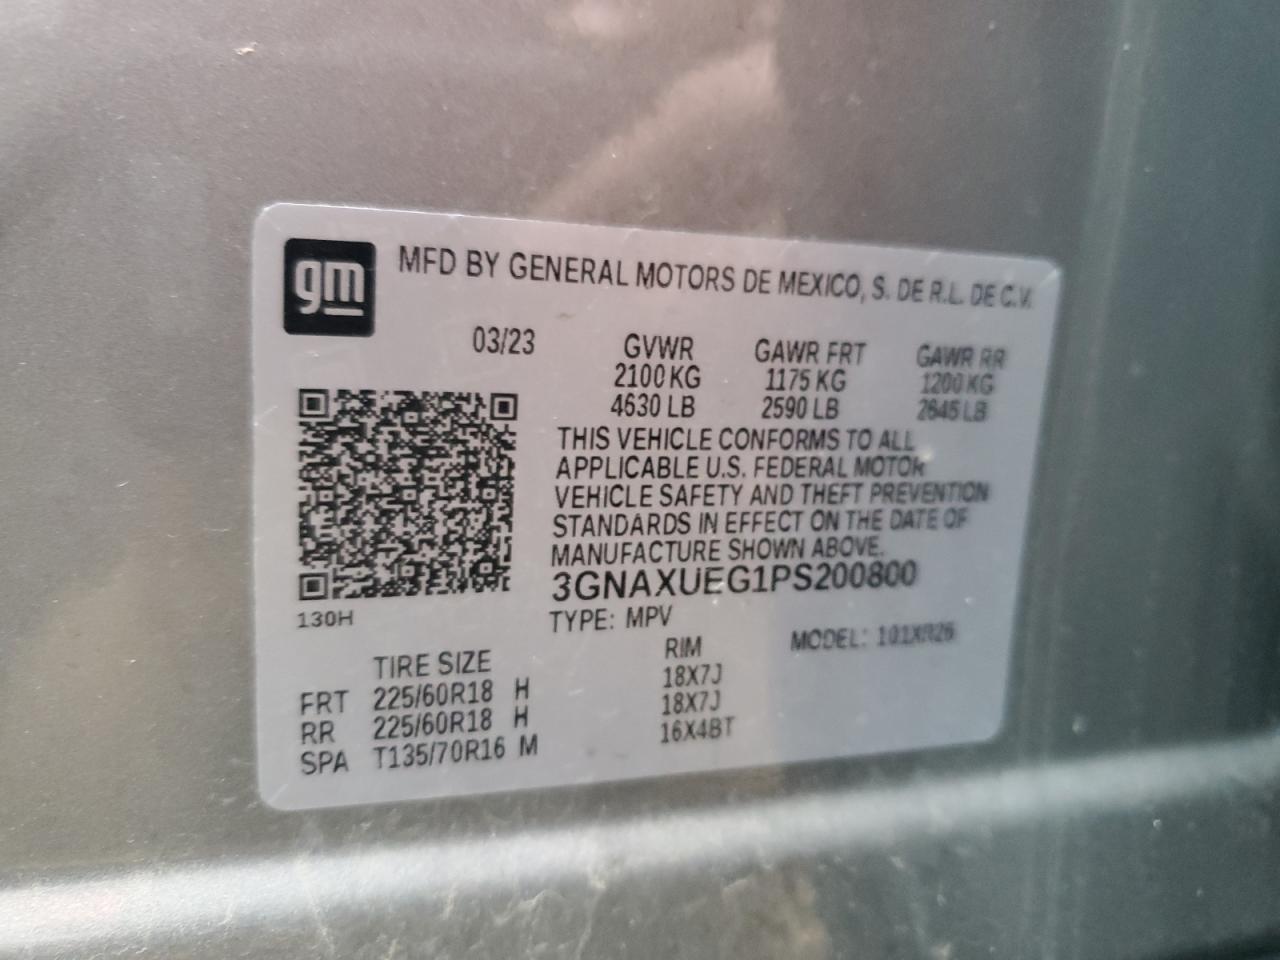 gm
MFD BY GENERAL MOTORS DE MEXICO, S. DE R.L. DE C.V.
03/23 GVWR GAWR FRT GAWR RR
2100 KG 1175 KG 1200 KG
4630 LB 2590 LB 2645 LB
THIS VEHICLE CONFORMS TO ALL
APPLICABLE U.S. FEDERAL MOTOR
VEHICLE SAFETY AND THEFT PREVENTION
STANDARDS IN EFFECT ON THE DATE OF
MANUFACTURE SHOWN ABOVE.
3GNAXUEG1PS200800
130H
TYPE: MPV MODEL: 101XR26
TIRE SIZE RIM
FRT 225/60R18 H 18X7J
RR 225/60R18 H 18X7J
SPA T135/70R16 M 16X4BT